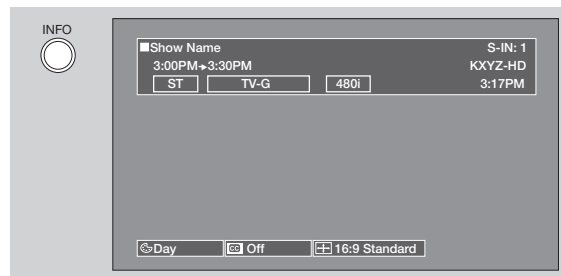 INFO
■Show Name S-IN: 1
3:00PM→3:30PM KXYZ-HD
ST TV-G 480i 3:17PM
Day CC Off 16:9 Standard